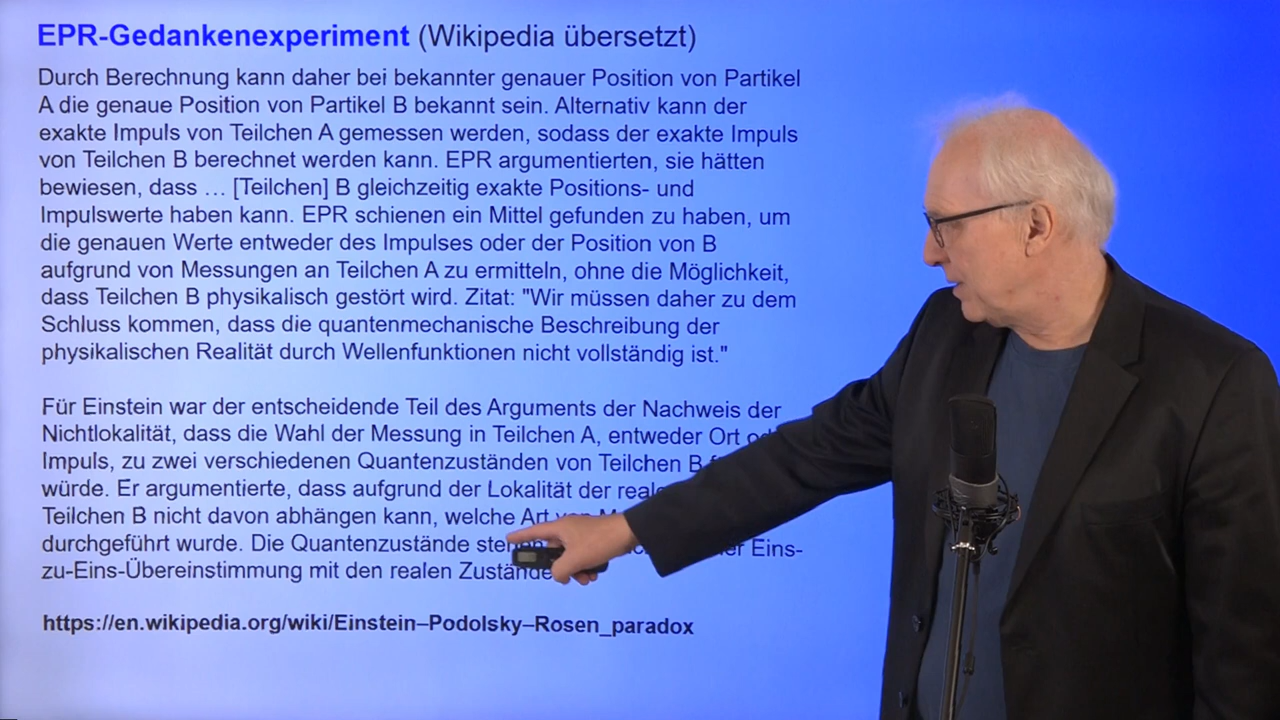 EPR-Gedankenexperiment (Wikipedia übersetzt)
Durch Berechnung kann daher bei bekannter genauer Position von Partikel
A die genaue Position von Partikel B bekannt sein. Alternativ kann der
exakte Impuls von Teilchen A gemessen werden, sodass der exakte Impuls
von Teilchen B berechnet werden kann. EPR argumentierten, sie hätten
bewiesen, dass … [Teilchen] B gleichzeitig exakte Positions- und
Impulswerte haben kann. EPR schienen ein Mittel gefunden zu haben, um
die genauen Werte entweder des Impulses oder der Position von B
aufgrund von Messungen an Teilchen A zu ermitteln, ohne die Möglichkeit,
dass Teilchen B physikalisch gestört wird. Zitat: "Wir müssen daher zu dem
Schluss kommen, dass die quantenmechanische Beschreibung der
physikalischen Realität durch Wellenfunktionen nicht vollständig ist."
Für Einstein war der entscheidende Teil des Arguments der Nachweis der
Nichtlokalität, dass die Wahl der Messung in Teilchen A, entweder Ort
Impuls, zu zwei verschiedenen Quantenzuständen von Teilchen B
würde. Er argumentierte, dass aufgrund der Lokalität der
Teilchen B nicht davon abhängen kann, welche Art
durchgeführt wurde. Die Quantenzustände Eins-
zu-Eins-Übereinstimmung mit den realen
https://en.wikipedia.org/wiki/Einstein–Podolsky–Rosen_paradox